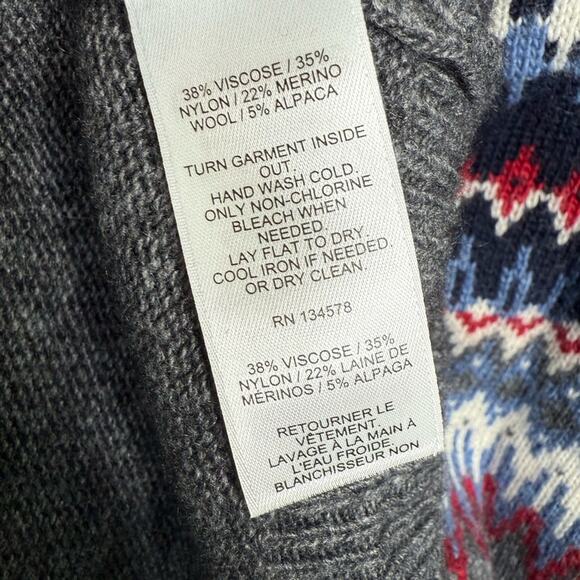 38% VISCOSE / 35%
NYLON / 22% MERINO
WOOL / 5% ALPACA
TURN GARMENT INSIDE
OUT.
HAND WASH COLD.
ONLY NON-CHLORINE
BLEACH WHEN
NEEDED.
LAY FLAT TO DRY.
COOL IRON IF NEEDED.
OR DRY CLEAN.
RN 134578
38% VISCOSE / 35%
NYLON / 22% LAINE DE
MÉRINOS / 5% ALPAGA
RETOURNER LE
VÊTEMENT.
LAVAGE À LA MAIN À
L'EAU FROIDE.
BLANCHISSEUR NON